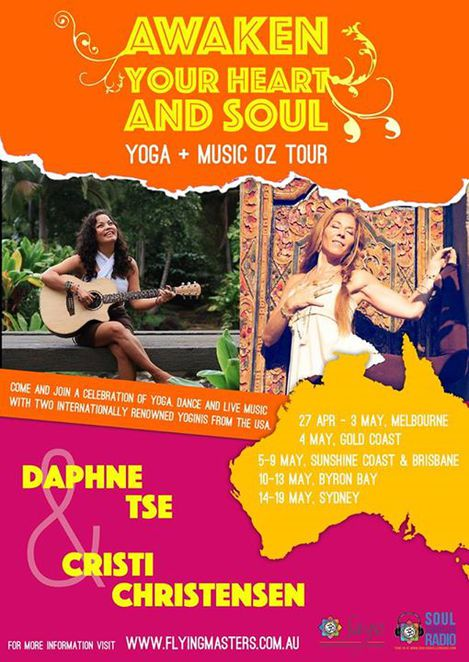 AWAKEN
YOUR HEART
AND SOUL
YOGA + MUSIC OZ TOUR
COME AND JOIN A CELEBRATION OF YOGA, DANCE AND LIVE MUSIC
WITH TWO INTERNATIONALLY RENOWNED YOGINIS FROM THE USA.
27 APR - 3 MAY, MELBOURNE
4 MAY, GOLD COAST
5-9 MAY, SUNSHINE COAST & BRISBANE
10-13 MAY, BYRON BAY
14-19 MAY, SYDNEY
DAPHNE
TSE
&
CRISTI
CHRISTENSEN
FOR MORE INFORMATION VISIT WWW.FLYINGMASTERS.COM.AU
SOUL
RADIO